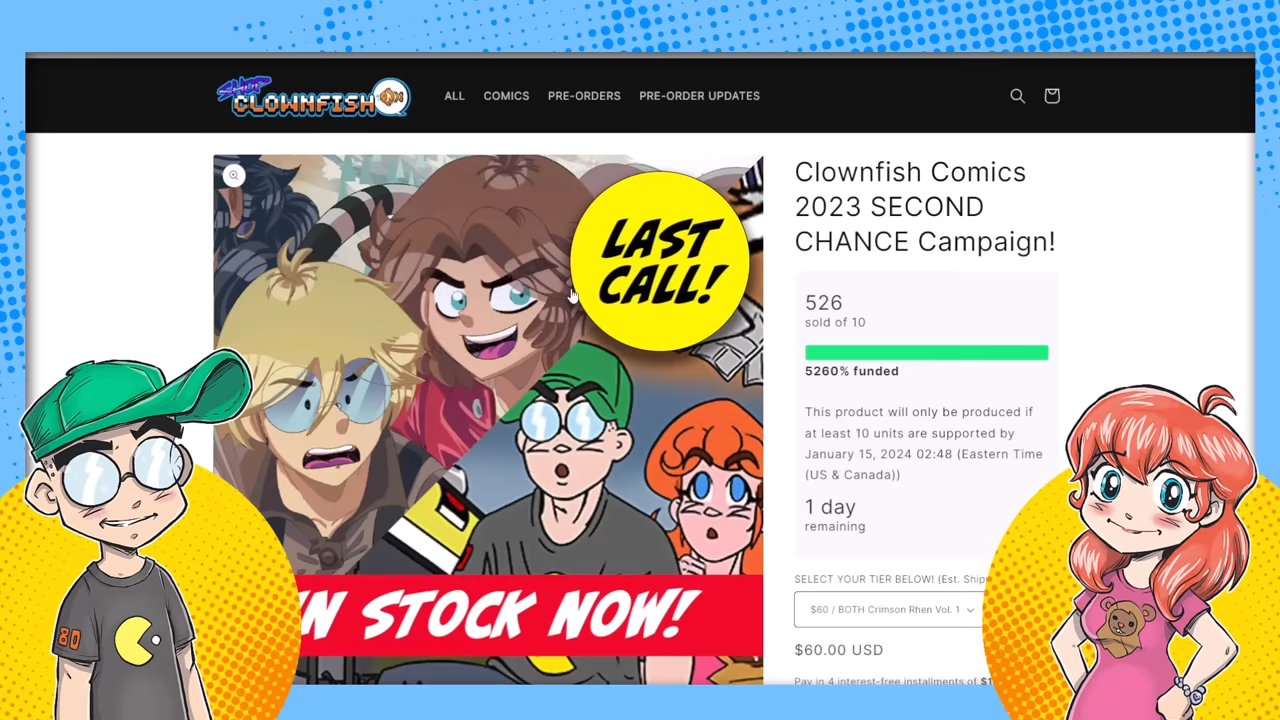 SHOP
CLOWNFISH
ALL COMICS PRE-ORDERS PRE-ORDER UPDATES
LAST
CALL!
IN STOCK NOW!
Clownfish Comics
2023 SECOND
CHANCE Campaign!
526
sold of 10
5260% funded
This product will only be produced if
at least 10 units are supported by
January 15, 2024 02:48 (Eastern Time
(US & Canada))
1 day
remaining
SELECT YOUR TIER BELOW! (Est. Ship
$60 / BOTH Crimson Rhen Vol. 1
$60.00 USD
Pay in 4 interest-free installments of $1
80